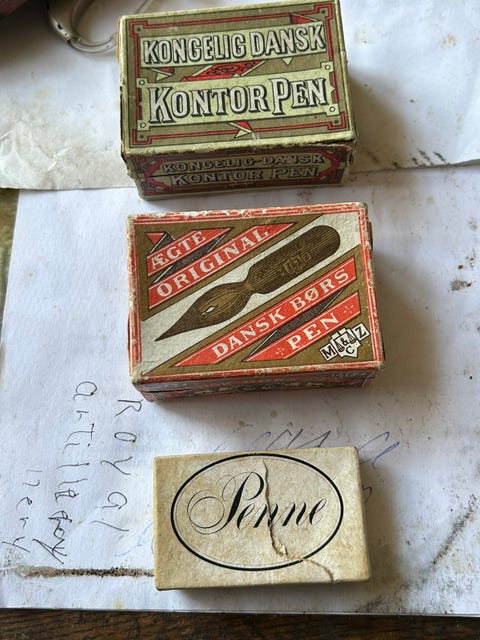 KONGELIG DANSK
KONTOR PEN
KONGELIG-DANSK
KONTOR PEN
ÆGTE
ORIGINAL
DANSK BØRS
PEN
M&Z
C
Penne
Royal
artillery